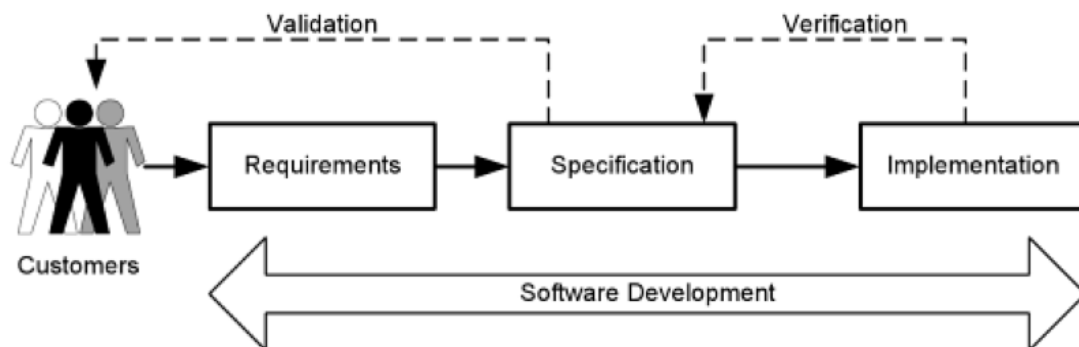 Validation
Verification
Requirements
Specification
Implementation
Customers
Software Development